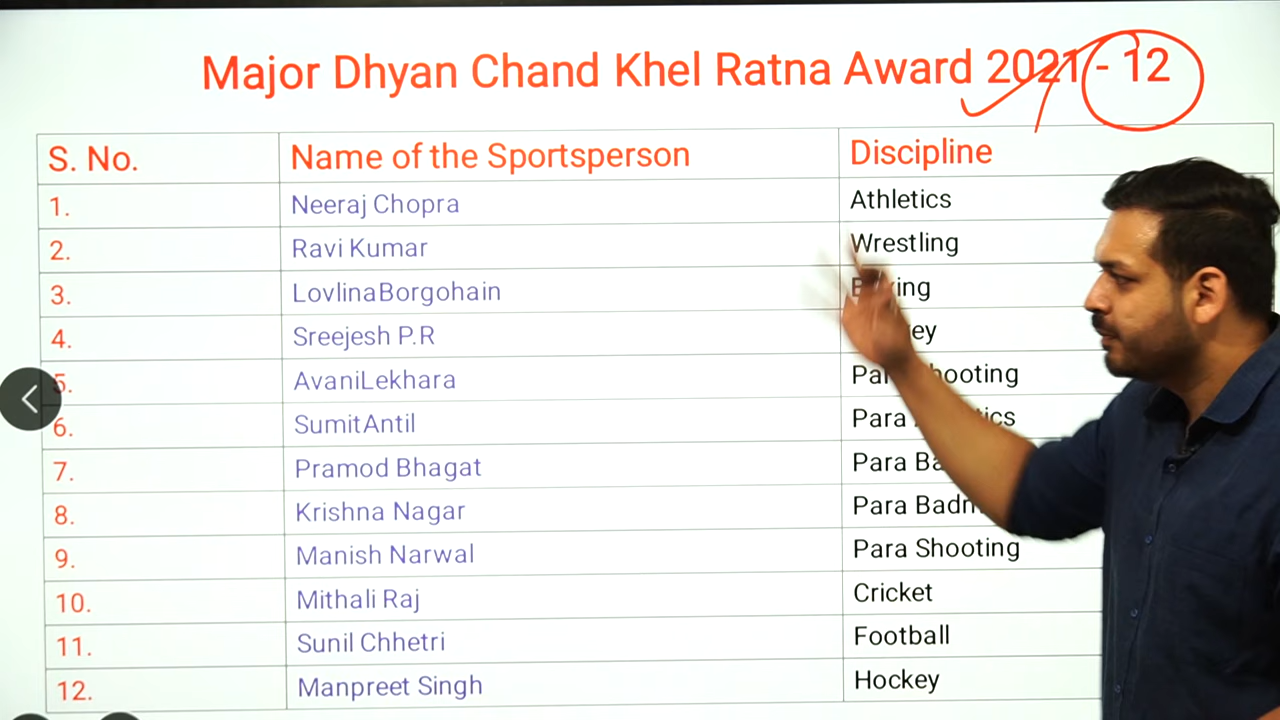 Major Dhyan Chand Khel Ratna Award 2021 - 12
S. No. Name of the Sportsperson Discipline
1. Neeraj Chopra Athletics
2. Ravi Kumar Wrestling
3. LovlinaBorgohain
4. Sreejesh P.R
5. AvaniLekhara Shooting
6. SumitAntil Para
7. Pramod Bhagat Para
8. Krishna Nagar Para
9. Manish Narwal Para Shooting
10. Mithali Raj Cricket
11. Sunil Chhetri Football
12. Manpreet Singh Hockey